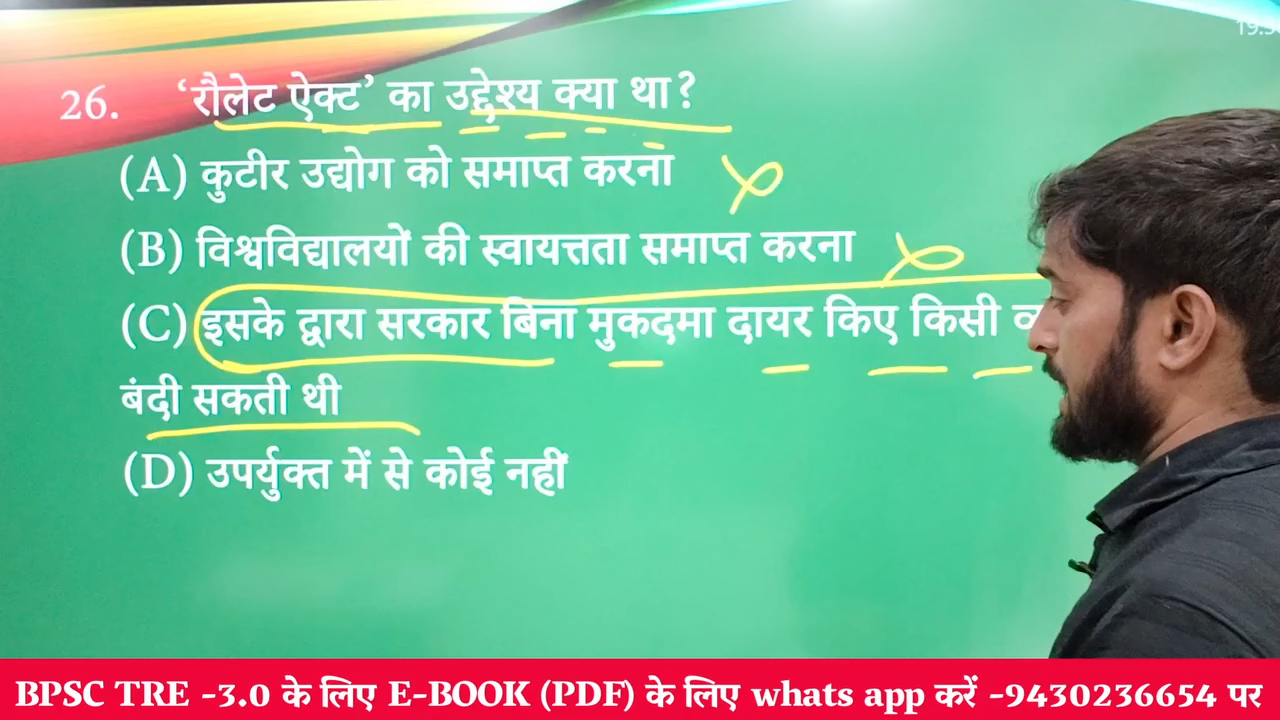 26. ‘रौलेट ऐक्ट’ का उद्देश्य क्या था?
(A) कुटीर उद्योग को समाप्त करना
(B) विश्वविद्यालयों की स्वायत्तता समाप्त करना
(C) इसके द्वारा सरकार बिना मुकदमा दायर किए किसी
बंदी सकती थी
(D) उपर्युक्त में से कोई नहीं
BPSC TRE -3.0 के लिए E-BOOK (PDF) के लिए whats app करें -9430236654 पर